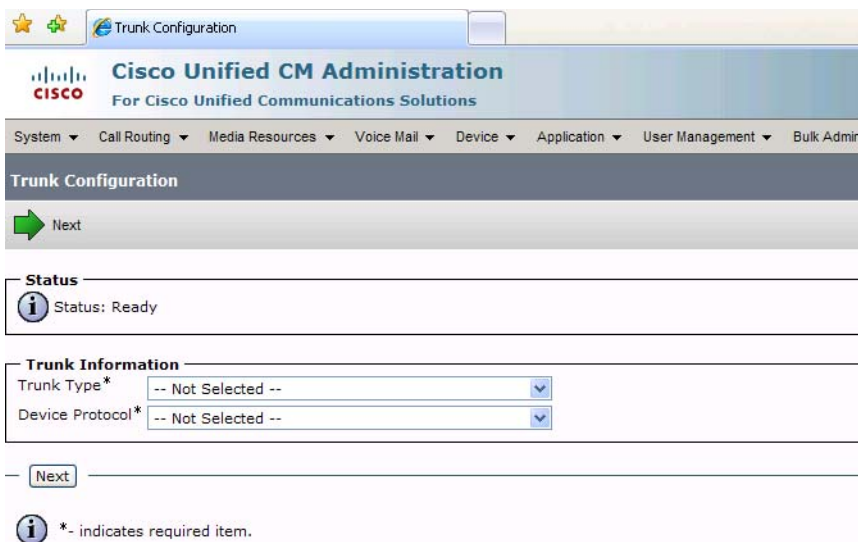 Trunk Configuration
CISCO
Cisco Unified CM Administration
For Cisco Unified Communications Solutions
System Call Routing Media Resources Voice Mail Device Application User Management Bulk Admin
Trunk Configuration
Next
Status
Status: Ready
Trunk Information
Trunk Type* -- Not Selected --
Device Protocol* -- Not Selected --
Next
*- indicates required item.